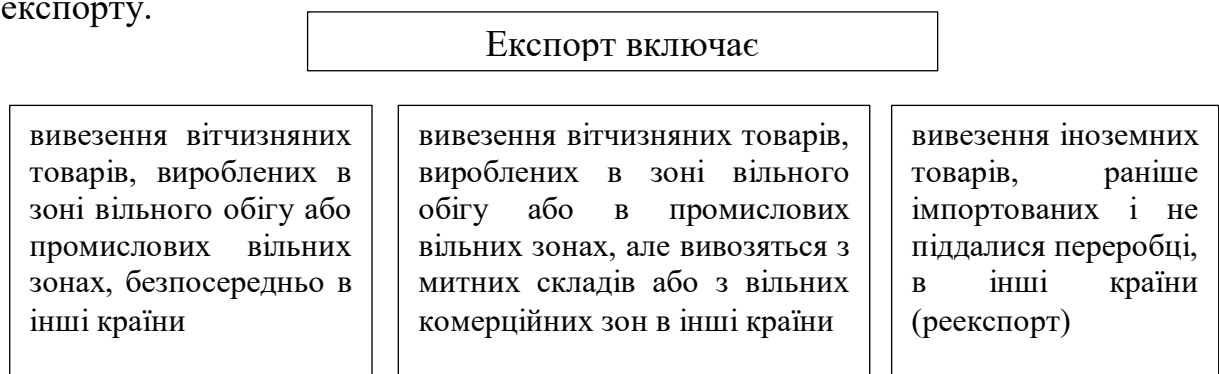 експорту.
Експорт включає
вивезення вітчизняних
товарів, вироблених в
зоні вільного обігу або
промислових вільних
зонах, безпосередньо в
інші країни
вивезення вітчизняних товарів,
вироблених в зоні вільного
обігу або в промислових
вільних зонах, але вивозяться з
митних складів або з вільних
комерційних зон в інші країни
вивезення іноземних
товарів, раніше
імпортованих і не
піддалися переробці,
в інші країни
(реекспорт)